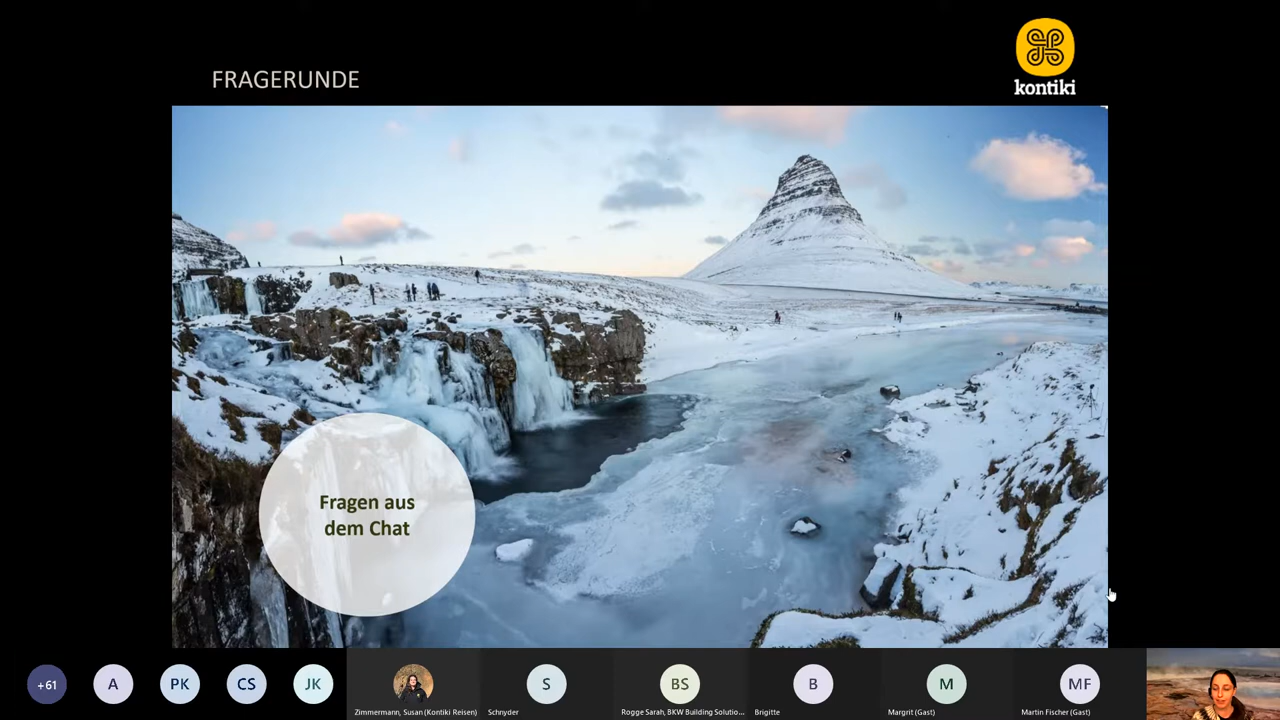 FRAGERUNDE
kontiki
Fragen aus
dem Chat
+61
A
PK
CS
JK
S
BS
B
M
MF
Zimmermann, Susan (Kontiki Reisen)
Schnyder
Rogge Sarah, BKW Building Solutio...
Brigitte
Margrit (Gast)
Martin Fischer (Gast)